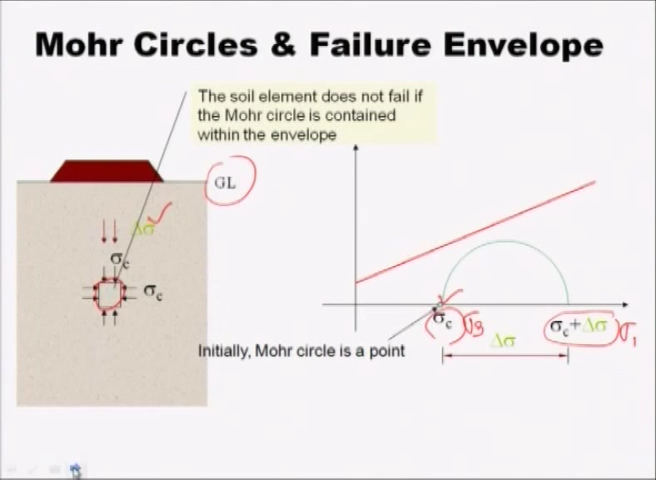 Mohr Circles & Failure Envelope
The soil element does not fail if
the Mohr circle is contained
within the envelope
GL
Δσ
σc
σc
σc σ3
σc+Δσ σ1
Δσ
Initially, Mohr circle is a point